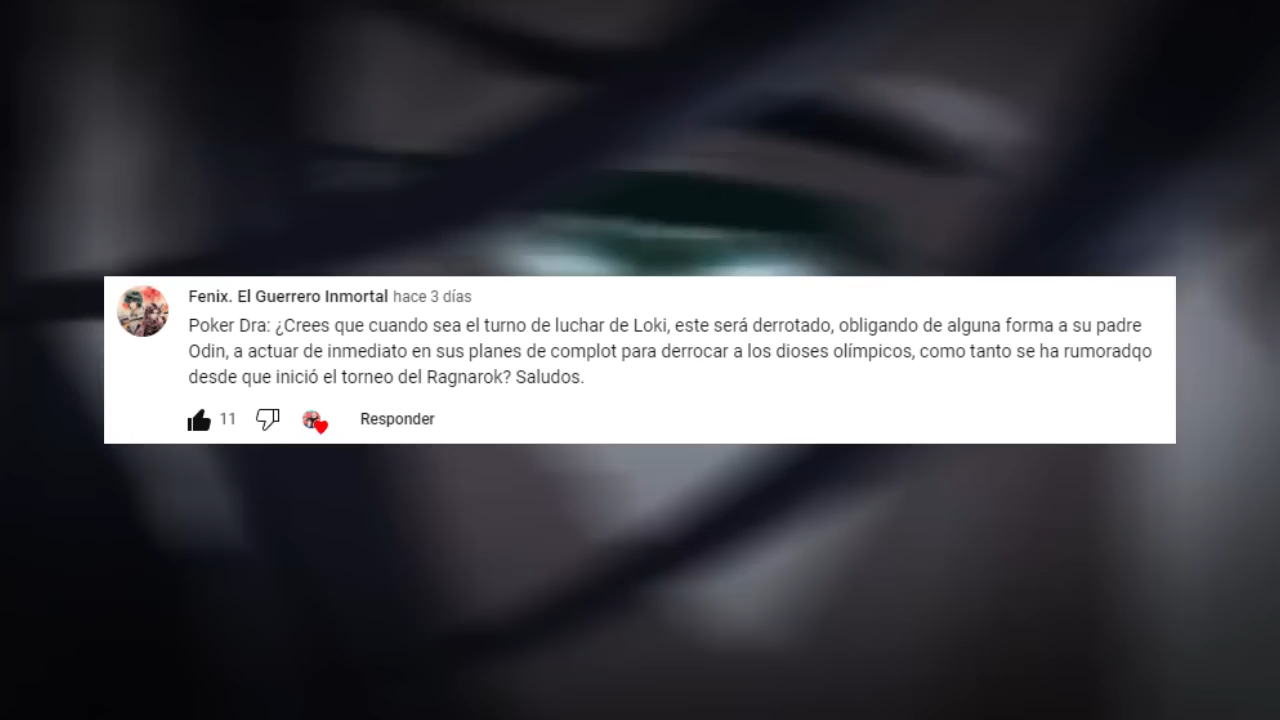 Fenix. El Guerrero Inmortal hace 3 días
Poker Dra: ¿Crees que cuando sea el turno de luchar de Loki, este será derrotado, obligando de alguna forma a su padre
Odin, a actuar de inmediato en sus planes de complot para derrocar a los dioses olímpicos, como tanto se ha rumoradqo
desde que inició el torneo del Ragnarok? Saludos.
11 Responder